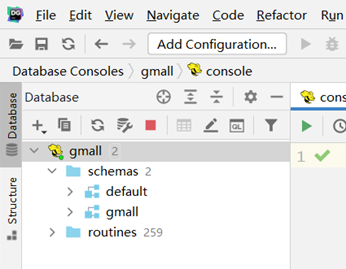 DG File Edit View Navigate Code Refactor Run
Add Configuration...
Database Consoles gmall console
Database
cons
Database
Structure
QL
1
gmall 2
schemas 2
default
gmall
routines 259